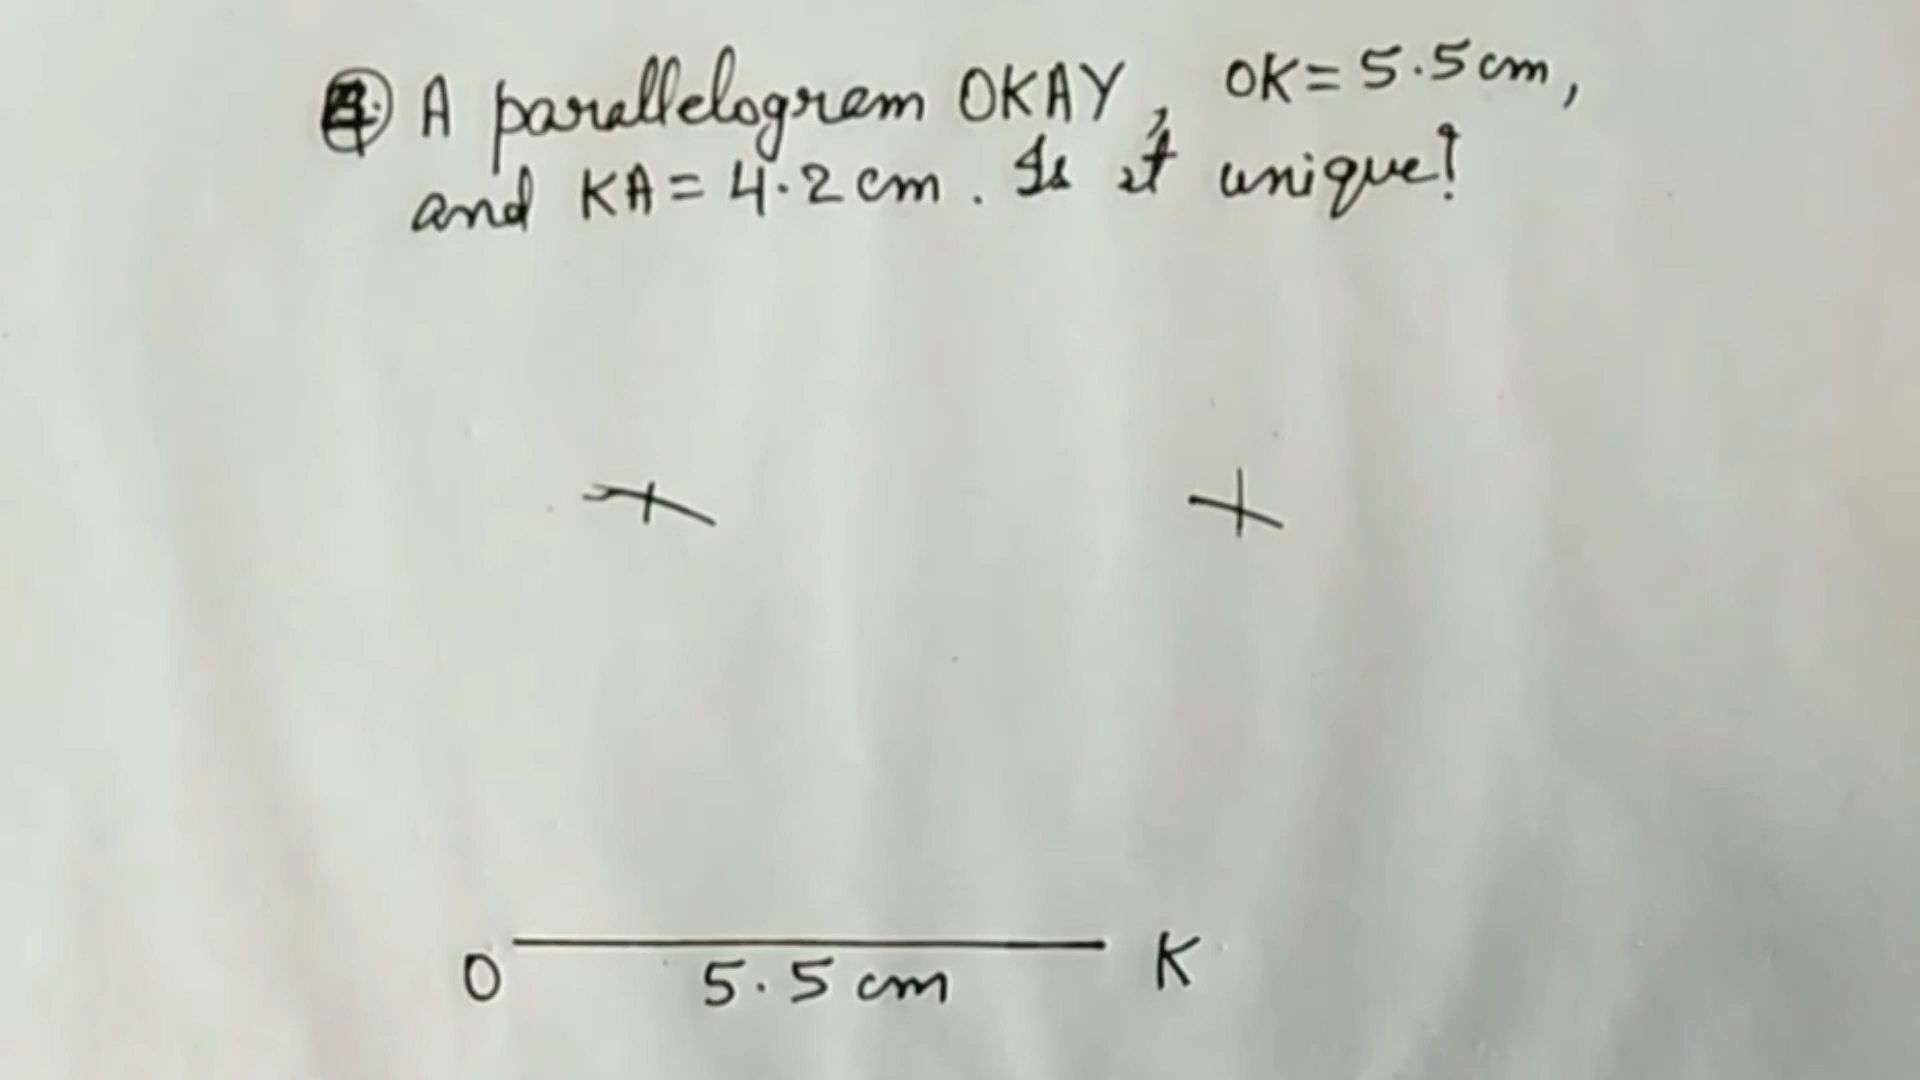 4. A parallelogram OKAY, OK = 5.5 cm,
and KA = 4.2 cm. Is it unique?
O 5.5 cm K